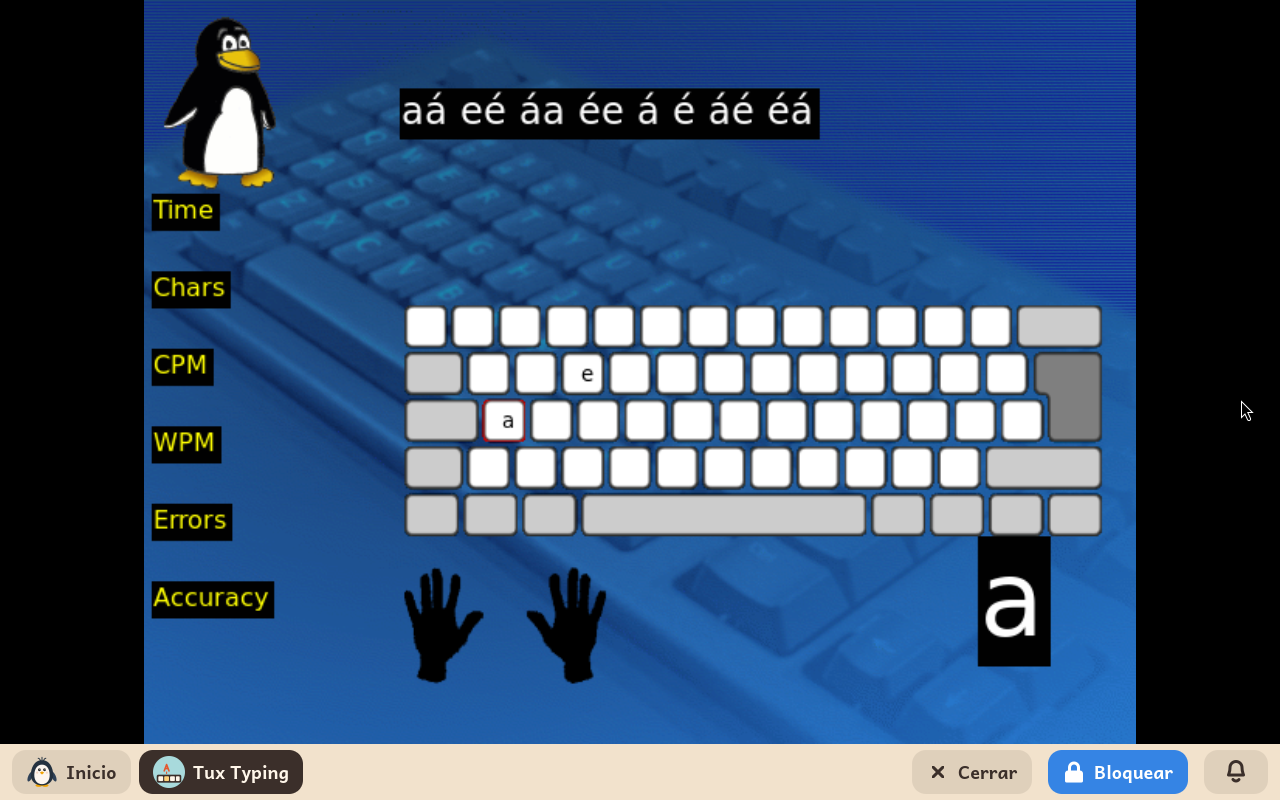 aá eé áa ée á é áé éá
Time
Chars
CPM
WPM
Errors
Accuracy
e
a
a
Inicio
Tux Typing
Cerrar
Bloquear